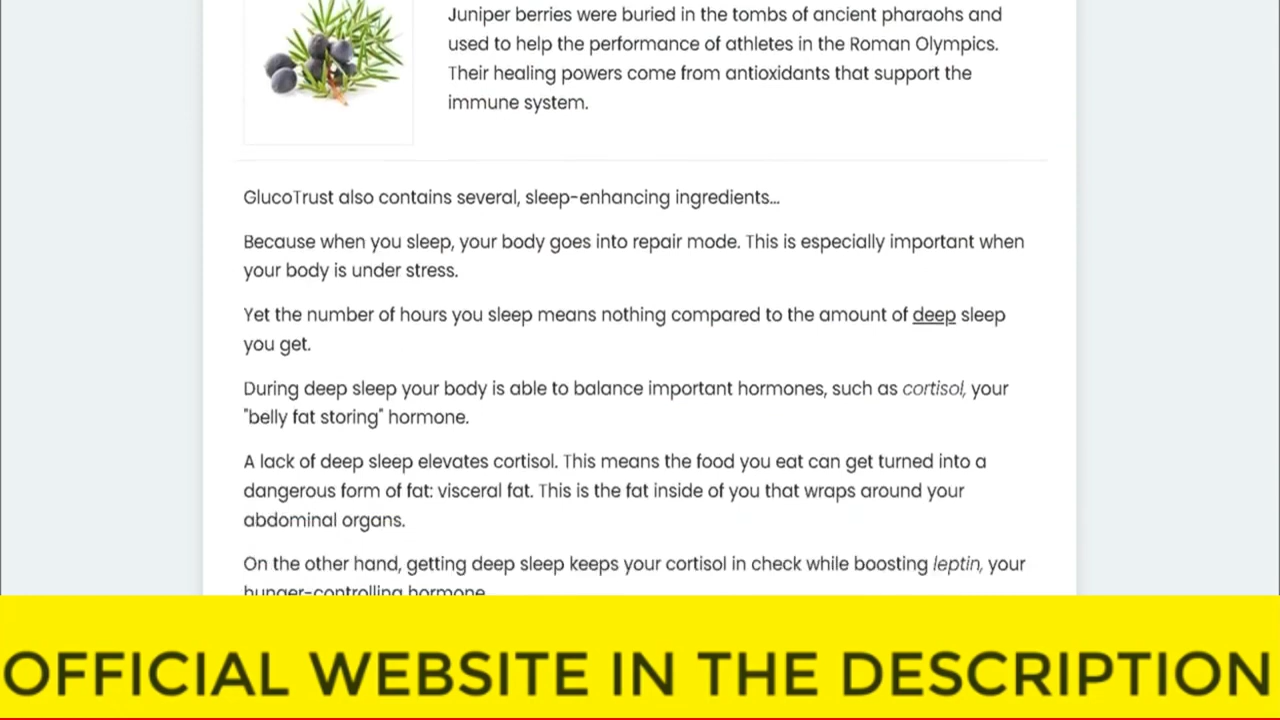 Juniper berries were buried in the tombs of ancient pharaohs and
used to help the performance of athletes in the Roman Olympics.
Their healing powers come from antioxidants that support the
immune system.
GlucoTrust also contains several, sleep-enhancing ingredients...
Because when you sleep, your body goes into repair mode. This is especially important when
your body is under stress.
Yet the number of hours you sleep means nothing compared to the amount of deep sleep
you get.
During deep sleep your body is able to balance important hormones, such as cortisol, your
"belly fat storing" hormone.
A lack of deep sleep elevates cortisol. This means the food you eat can get turned into a
dangerous form of fat: visceral fat. This is the fat inside of you that wraps around your
abdominal organs.
On the other hand, getting deep sleep keeps your cortisol in check while boosting leptin, your
hunger-controlling hormone.
OFFICIAL WEBSITE IN THE DESCRIPTION